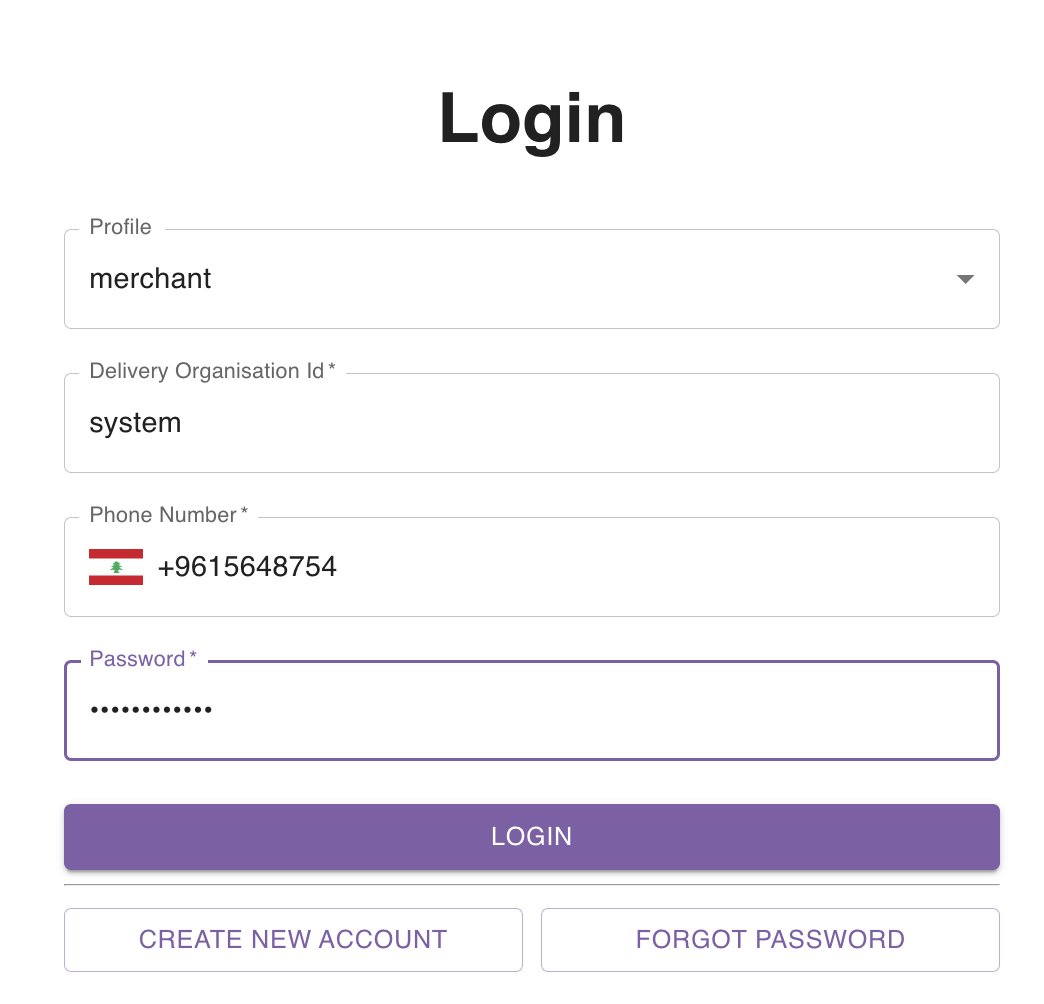 Login
Profile
merchant
Delivery Organisation Id *
system
Phone Number *
+9615648754
Password *
••••••••••••
LOGIN
CREATE NEW ACCOUNT
FORGOT PASSWORD